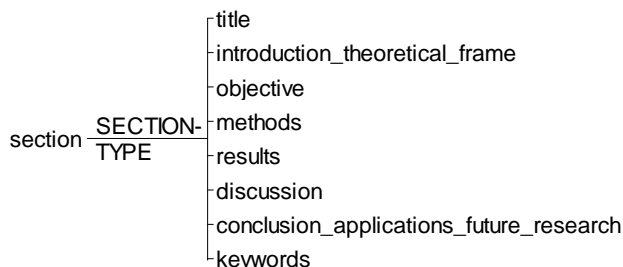 title
introduction_theoretical_frame
objective
section SECTION-TYPE methods
results
discussion
conclusion_applications_future_research
keywords